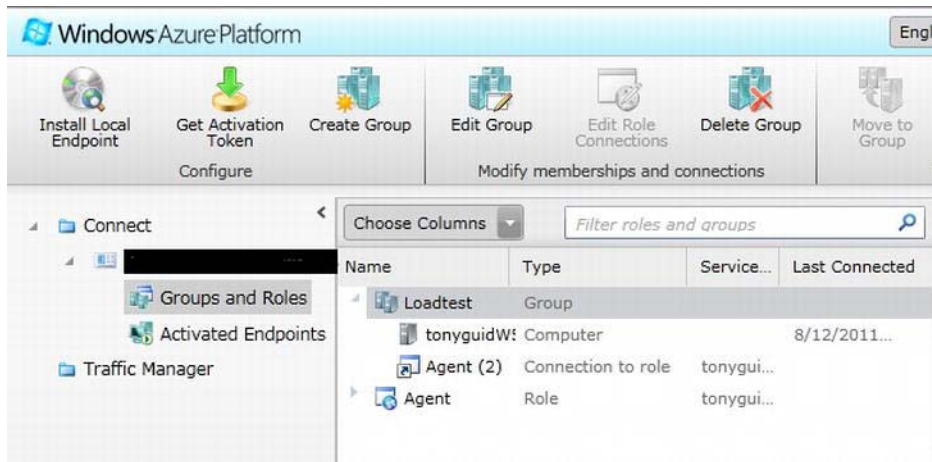 Windows Azure Platform
Engl
Install Local
Endpoint
Get Activation
Token
Create Group
Edit Group
Edit Role
Connections
Delete Group
Move to
Group
Configure
Modify memberships and connections
Connect
Groups and Roles
Activated Endpoints
Traffic Manager
Choose Columns
Filter roles and groups
Name Type Service... Last Connected
Loadtest Group
tonyguidW Computer 8/12/2011...
Agent (2) Connection to role tonygui...
Agent Role tonygui...